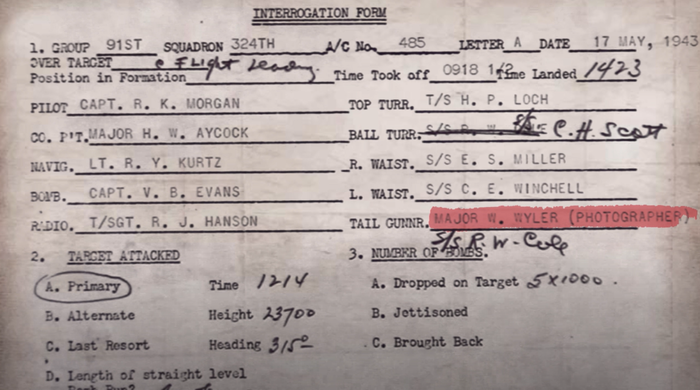 INTERROGATION FORM
1. GROUP 91ST SQUADRON 324TH A/C No. 485 LETTER A DATE 17 MAY, 1943
OVER TARGET
Position in Formation Flight Leading Time Took off 0918 1/2 Time Landed 1423
PILOT CAPT. R. K. MORGAN TOP TURR. T/S H. P. LOCH
CO. P'T. MAJOR H. W. AYCOCK BALL TURR. S/S C. H. Scott
NAVIG. LT. R. Y. KURTZ R. WAIST. S/S E. S. MILLER
BOMB. CAPT. V. B. EVANS L. WAIST. S/S C. E. WINCHELL
RADIO. T/SGT. R. J. HANSON TAIL GUNNR. MAJOR W. WYLER (PHOTOGRAPHER)
S/S R. W. Cole
2. TARGET ATTACKED 3. NUMBER OF BOMBS.
A. Primary Time 1214 A. Dropped on Target 5X1000.
B. Alternate Height 23700 B. Jettisoned
C. Last Resort Heading 315° C. Brought Back
D. Length of straight level